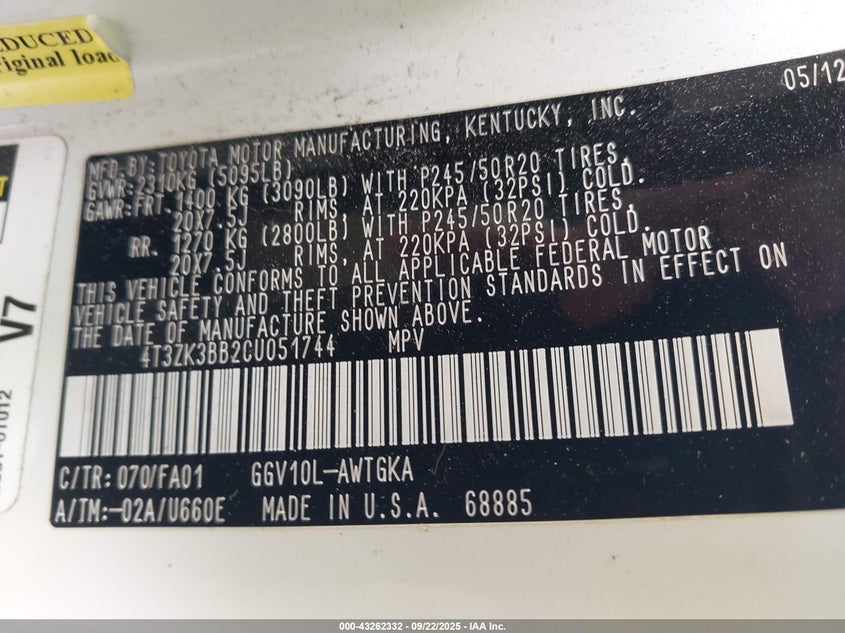 DUCED
riginal load
05/12
MFD BY: TOYOTA MOTOR MANUFACTURING, KENTUCKY, INC.
GVWR: 2310KG (5095LB)
GAWR: FRT. 1400 KG (3090LB) WITH P245/50R20 TIRES,
20X7.5J RIMS, AT 220KPA (32PSI) COLD.
RR. 1270 KG (2800LB) WITH P245/50R20 TIRES,
20X7.5J RIMS, AT 220KPA (32PSI) COLD.
THIS VEHICLE CONFORMS TO ALL APPLICABLE FEDERAL MOTOR
VEHICLE SAFETY AND THEFT PREVENTION STANDARDS IN EFFECT ON
THE DATE OF MANUFACTURE SHOWN ABOVE.
4T3ZK3BB2CU051744 MPV
C/TR: 070/FA01 GGV10L-AWTGKA
A/TM:-02A/U660E MADE IN U.S.A. 68885
V7
01012
000-43262332 - 09/22/2025 - IAA Inc.